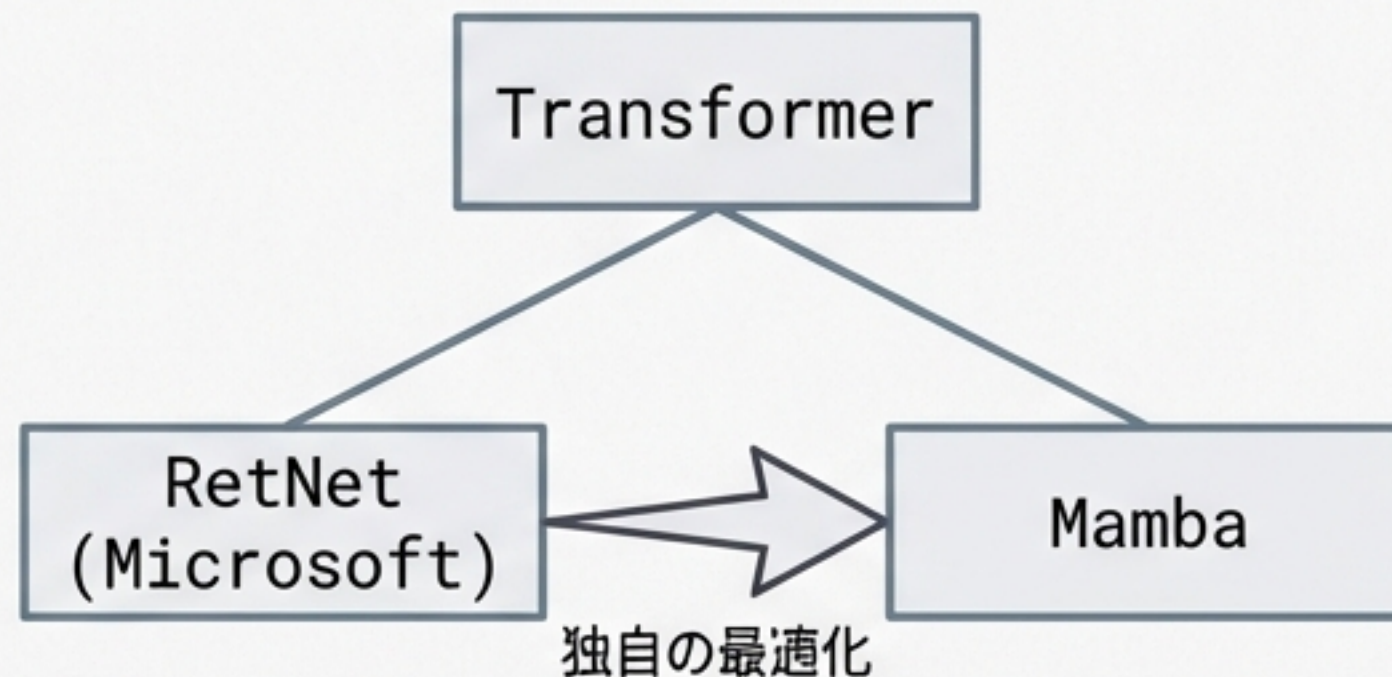 Transformer
RetNet
(Microsoft)
Mamba
独自の最適化